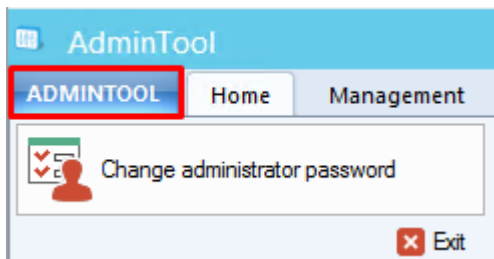 AdminTool
ADMINTOOL Home Management
Change administrator password
Exit